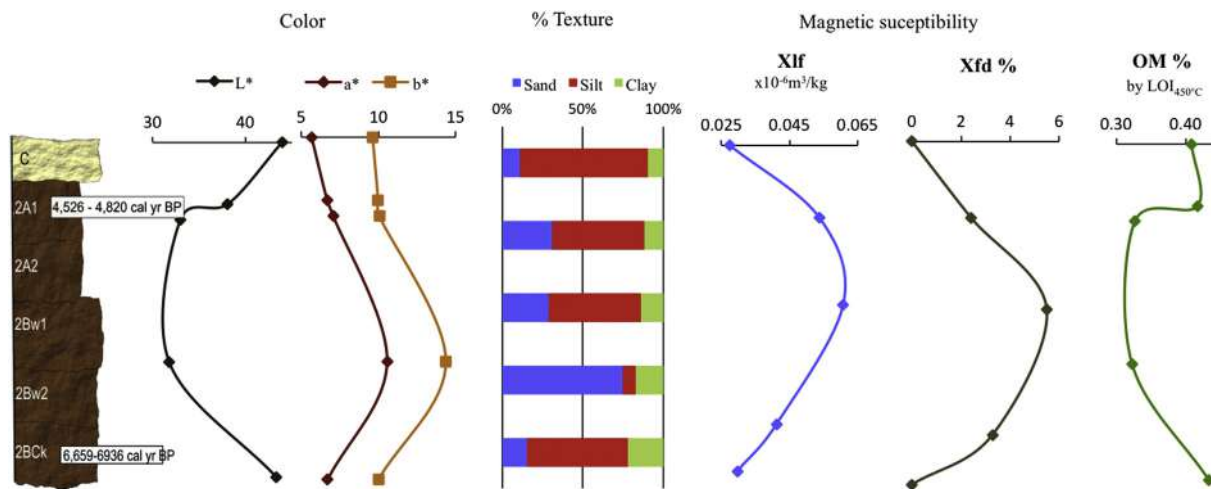 Color
% Texture
Magnetic suceptibility
L*
a*
b*
Sand
Silt
Clay
Xlf
x10-6m3/kg
Xfd %
OM %
by LOI450°C
30
40
5
10
15
0%
50%
100%
0.025
0.045
0.065
0
2
4
6
0.30
0.40
C
2A1
4,526 - 4,820 cal yr BP
2A2
2Bw1
2Bw2
2BCk
6,659-6936 cal yr BP